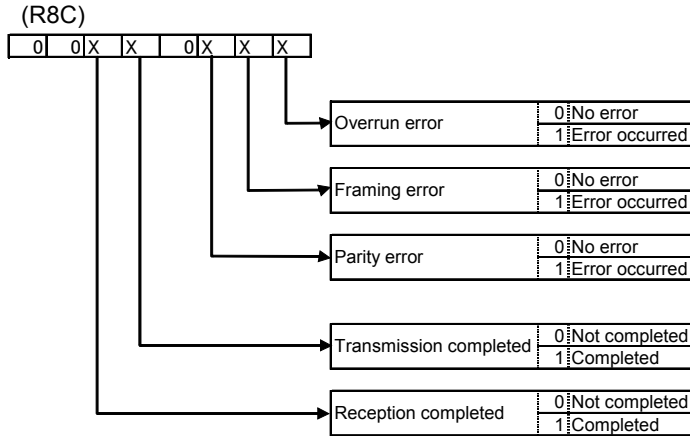 (R8C)
0 0 X X 0 X X X
Overrun error 0 No error
1 Error occurred
Framing error 0 No error
1 Error occurred
Parity error 0 No error
1 Error occurred
Transmission completed 0 Not completed
1 Completed
Reception completed 0 Not completed
1 Completed